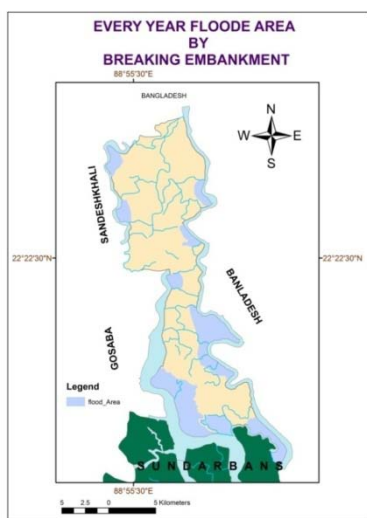 EVERY YEAR FLOODE AREA
BY
BREAKING EMBANKMENT
88°55'30"E
BANGLADESH
N
W E
S
SANDESHKHALI
22°22'30"N
22°22'30"N
BANLADESH
GOSABA
Legend
flood_Area
SUNDARBANS
88°55'30"E
5 2.5 0 5 Kilometers